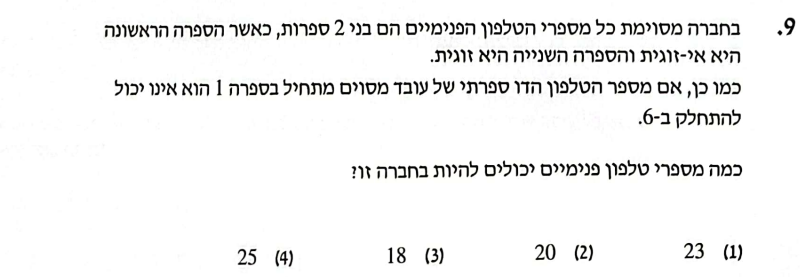 9. בחברה מסוימת כל מספרי הטלפון הפנימיים הם בני 2 ספרות, כאשר הספרה הראשונה
היא אי-זוגית והספרה השנייה היא זוגית.
כמו כן, אם מספר הטלפון הדו ספרתי של עובד מסוים מתחיל בספרה 1 הוא אינו יכול
להתחלק ב-6.
כמה מספרי טלפון פנימיים יכולים להיות בחברה זו?
(1) 23 (2) 20 (3) 18 (4) 25